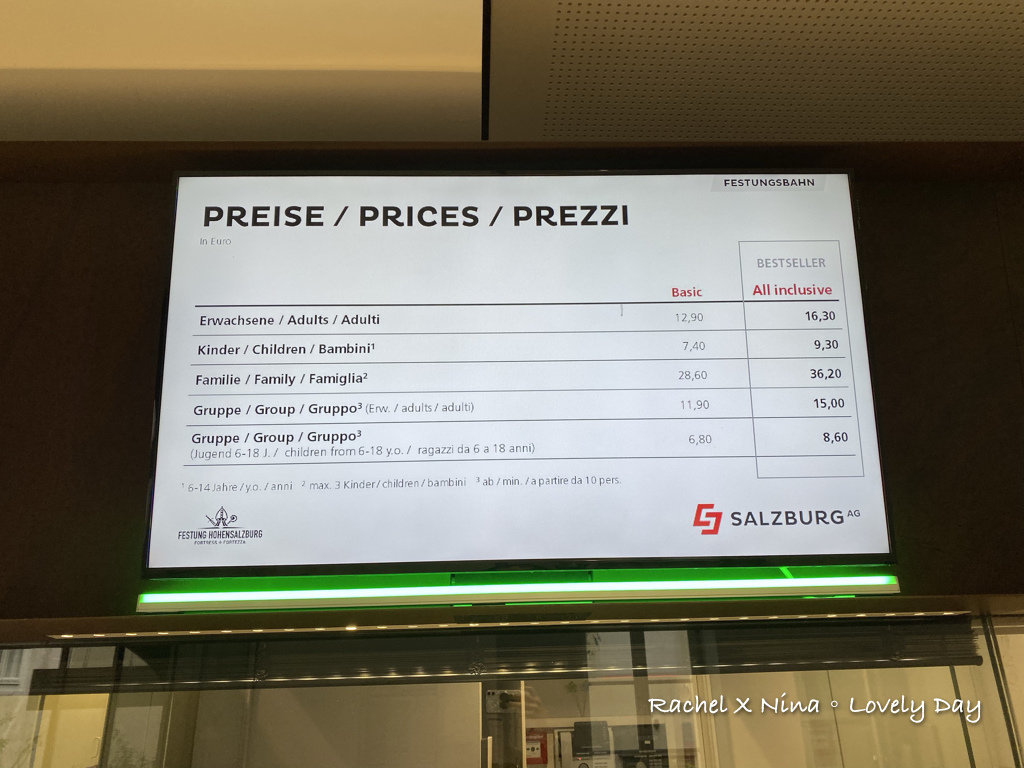 FESTUNGSBAHN
PREISE / PRICES / PREZZI
In Euro
BESTSELLER
Basic All inclusive
Erwachsene / Adults / Adulti 12,90 16,30
Kinder / Children / Bambini¹ 7,40 9,30
Familie / Family / Famiglia² 28,60 36,20
Gruppe / Group / Gruppo³ (Erw. / adults / adulti) 11,90 15,00
Gruppe / Group / Gruppo³ 6,80 8,60
(Jugend 6-18 J. / children from 6-18 y.o. / ragazzi da 6 a 18 anni)
¹ 6-14 Jahre / y.o. / anni ² max. 3 Kinder / children / bambini ³ ab / min. / a partire da 10 pers.
FESTUNG HOHENSALZBURG
FORTRESS + FORTEZZA
SALZBURG AG
Rachel X Nina ◦ Lovely Day